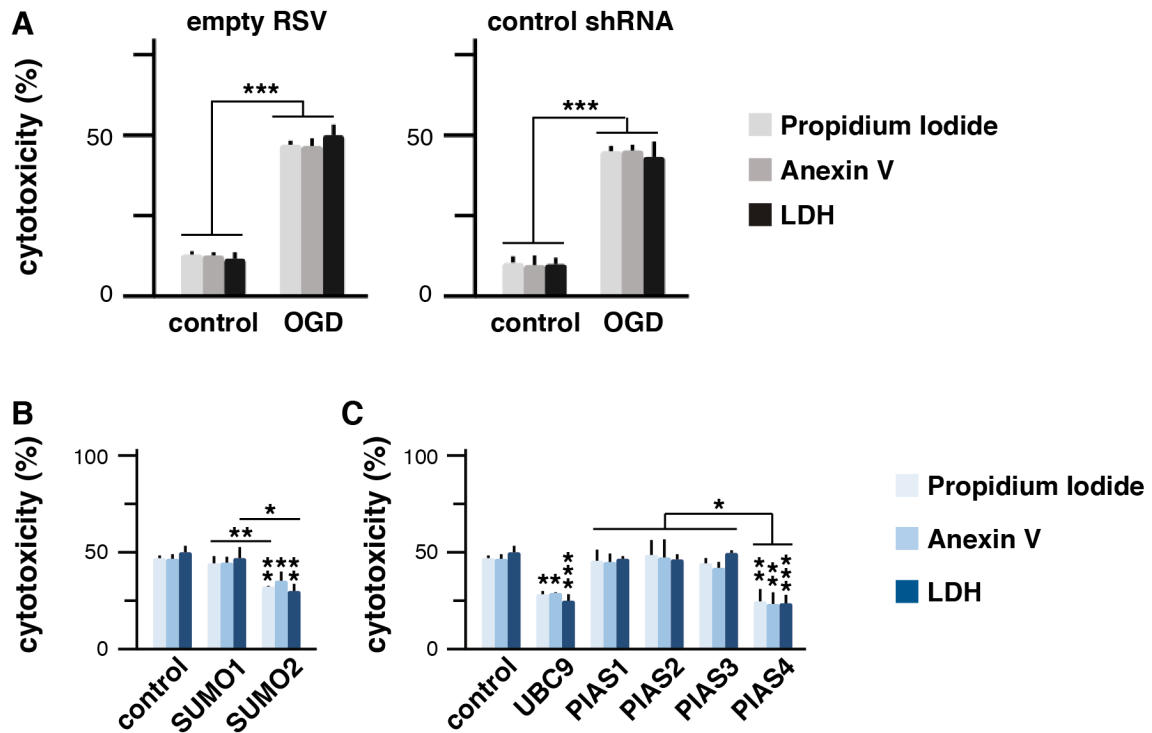 A
empty RSV
control shRNA
cytotoxicity (%)
***
***
50
50
0
0
control OGD
control OGD
Propidium Iodide
Anexin V
LDH
B
C
cytotoxicity (%)
cytotoxicity (%)
100
100
50
50
0
0
*
**
** * **
*
** ***
** ** ***
control
SUMO1
SUMO2
control
UBC9
PIAS1
PIAS2
PIAS3
PIAS4
Propidium Iodide
Anexin V
LDH